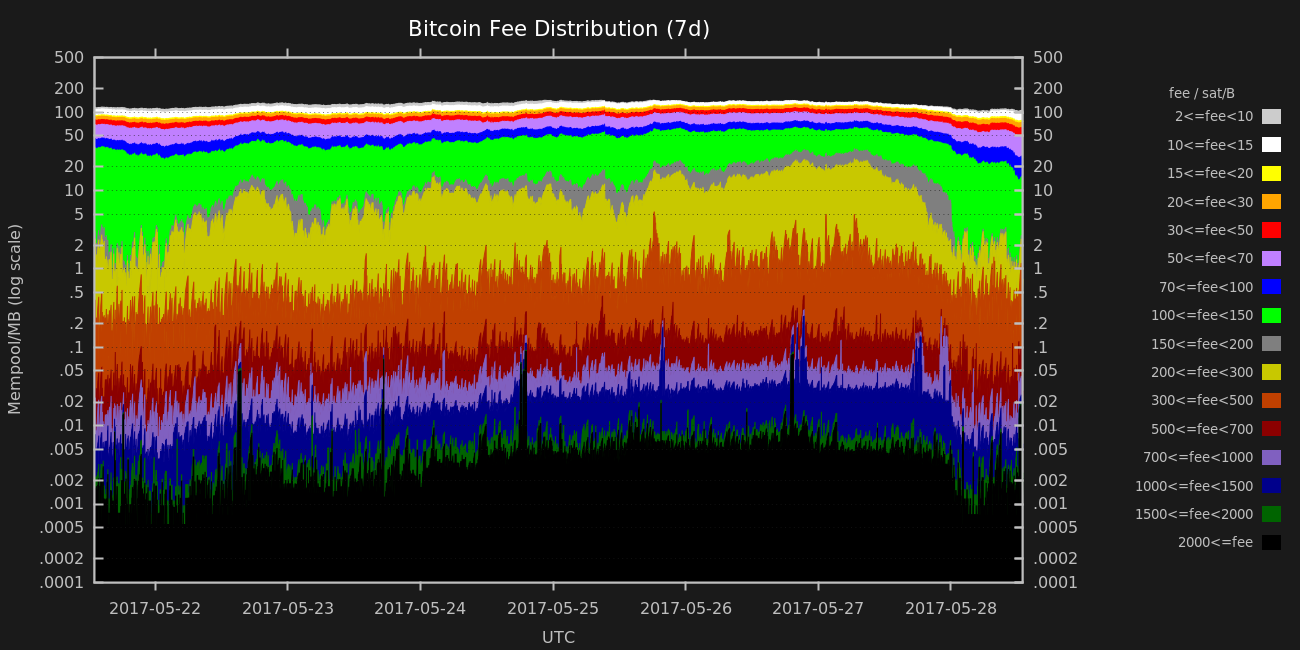 Bitcoin Fee Distribution (7d)
Mempool/MB (log scale)
500
200
100
50
20
10
5
2
1
.5
.2
.1
.05
.02
.01
.005
.002
.001
.0005
.0002
.0001
500
200
100
50
20
10
5
2
1
.5
.2
.1
.05
.02
.01
.005
.002
.001
.0005
.0002
.0001
2017-05-22
2017-05-23
2017-05-24
2017-05-25
2017-05-26
2017-05-27
2017-05-28
UTC
fee / sat/B
2<=fee<10
10<=fee<15
15<=fee<20
20<=fee<30
30<=fee<50
50<=fee<70
70<=fee<100
100<=fee<150
150<=fee<200
200<=fee<300
300<=fee<500
500<=fee<700
700<=fee<1000
1000<=fee<1500
1500<=fee<2000
2000<=fee